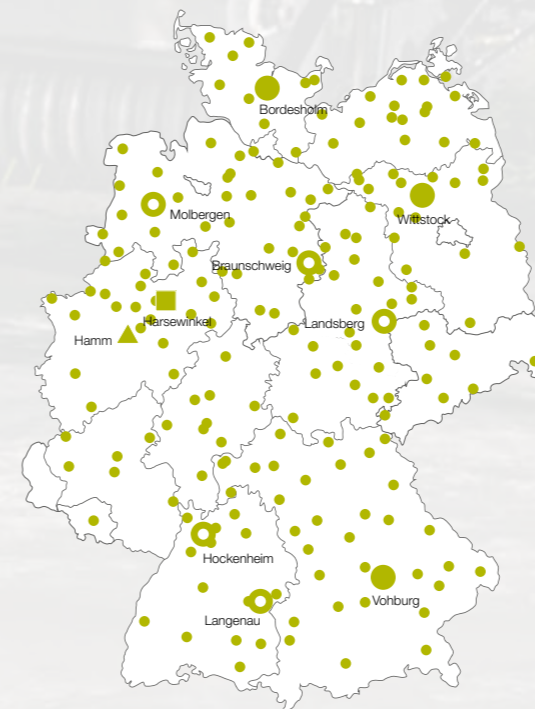 Bordesholm
Molbergen
Wittstock
Braunschweig
Harsewinkel
Landsberg
Hamm
Hockenheim
Vohburg
Langenau